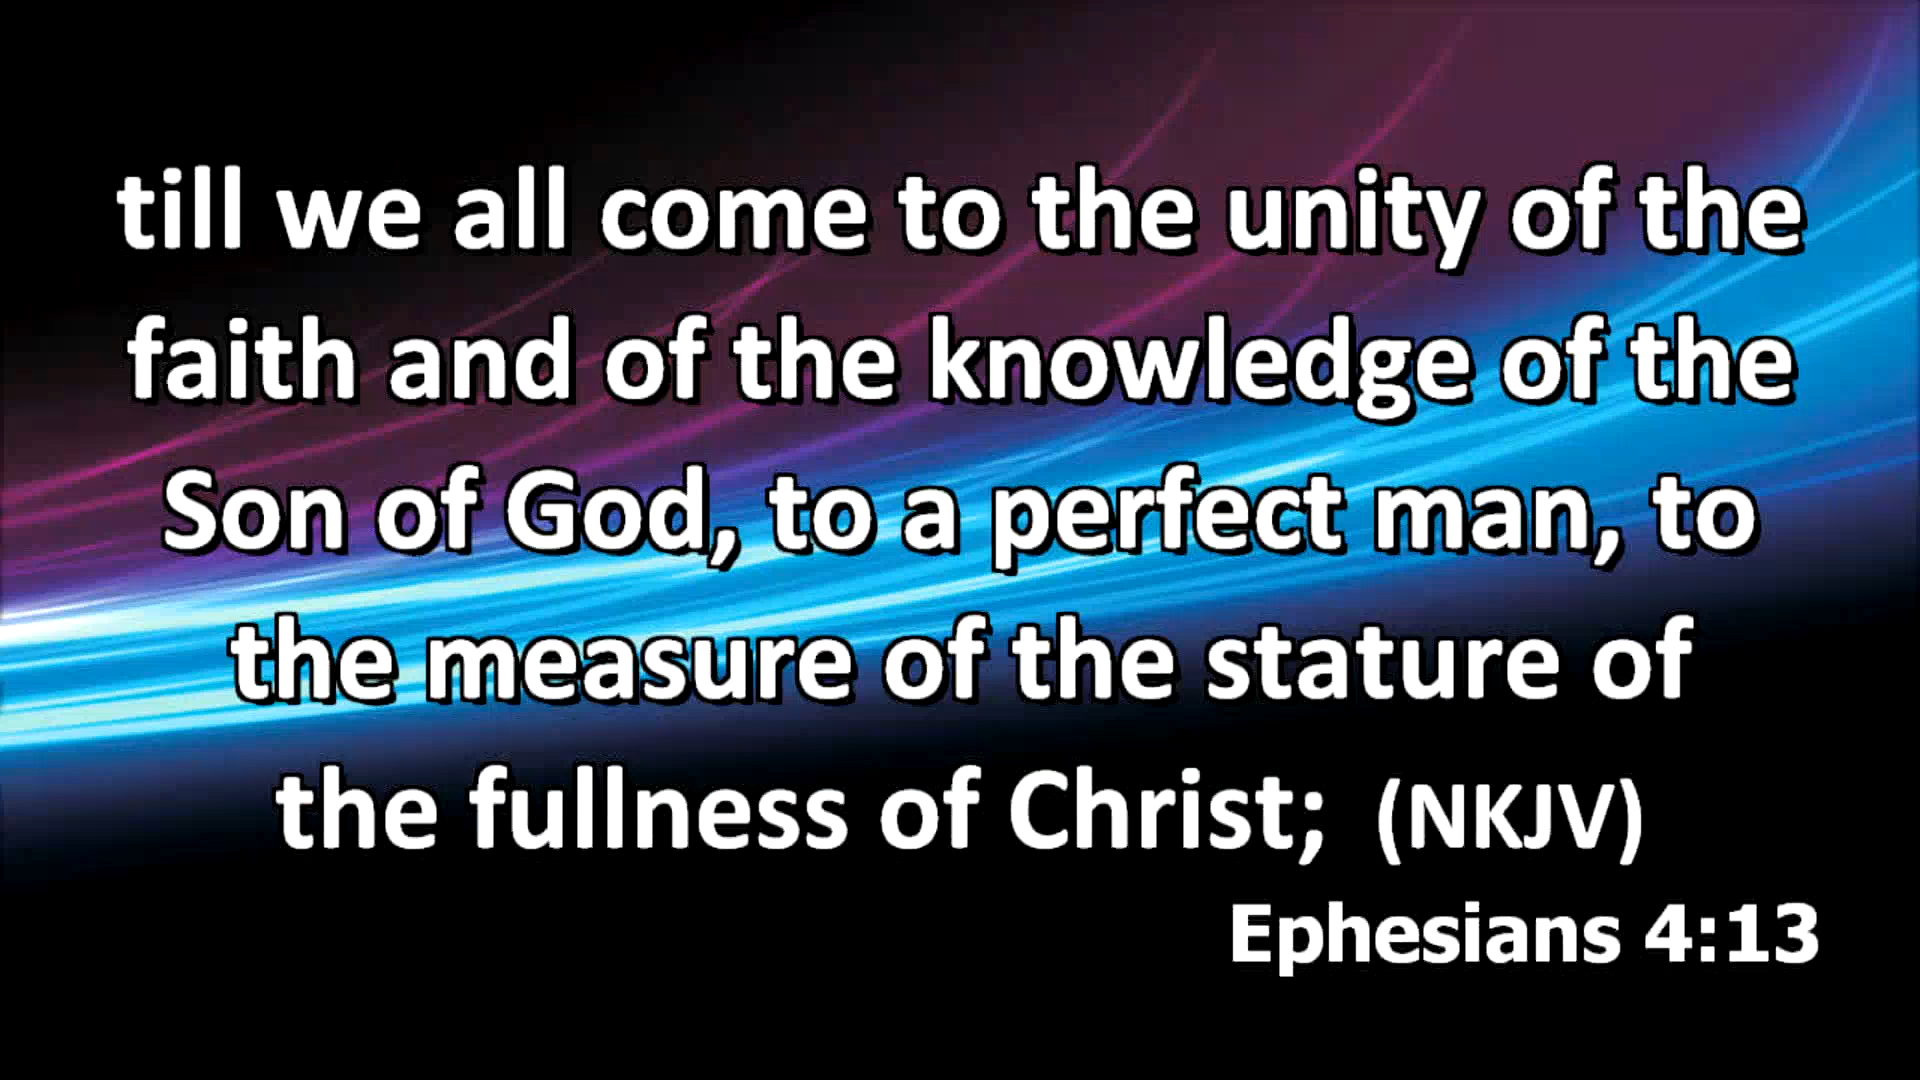 till we all come to the unity of the
faith and of the knowledge of the
Son of God, to a perfect man, to
the measure of the stature of
the fullness of Christ; (NKJV)
Ephesians 4:13